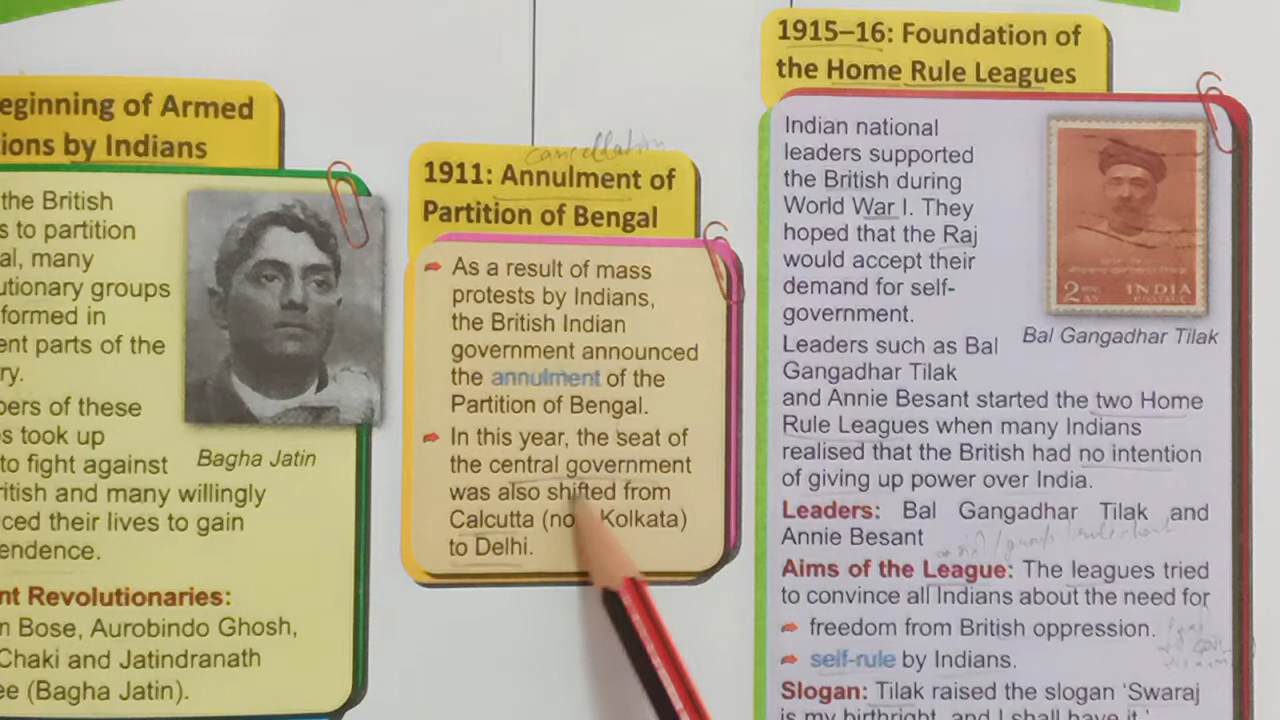 eginning of Armed
ions by Indians
the British
s to partition
al, many
utionary groups
formed in
ent parts of the
ry.
bers of these
s took up
to fight against
ritish and many willingly
ced their lives to gain
endence.
Bagha Jatin
nt Revolutionaries:
n Bose, Aurobindo Ghosh,
Chaki and Jatindranath
ee (Bagha Jatin).
cancellation
1911: Annulment of
Partition of Bengal
As a result of mass
protests by Indians,
the British Indian
government announced
the annulment of the
Partition of Bengal.
In this year, the seat of
the central government
was also shifted from
Calcutta (no Kolkata)
to Delhi.
1915–16: Foundation of
the Home Rule Leagues
Indian national
leaders supported
the British during
World War I. They
hoped that the Raj
would accept their
demand for self-
government.
2
INDIA
POSTAGE
Bal Gangadhar Tilak
Leaders such as Bal
Gangadhar Tilak
and Annie Besant started the two Home
Rule Leagues when many Indians
realised that the British had no intention
of giving up power over India.
Leaders: Bal Gangadhar Tilak and
Annie Besant
Aims of the League: The leagues tried
to convince all Indians about the need for
freedom from British oppression.
self-rule by Indians.
Slogan: Tilak raised the slogan ‘Swaraj
is my birthright, and I shall have it.’